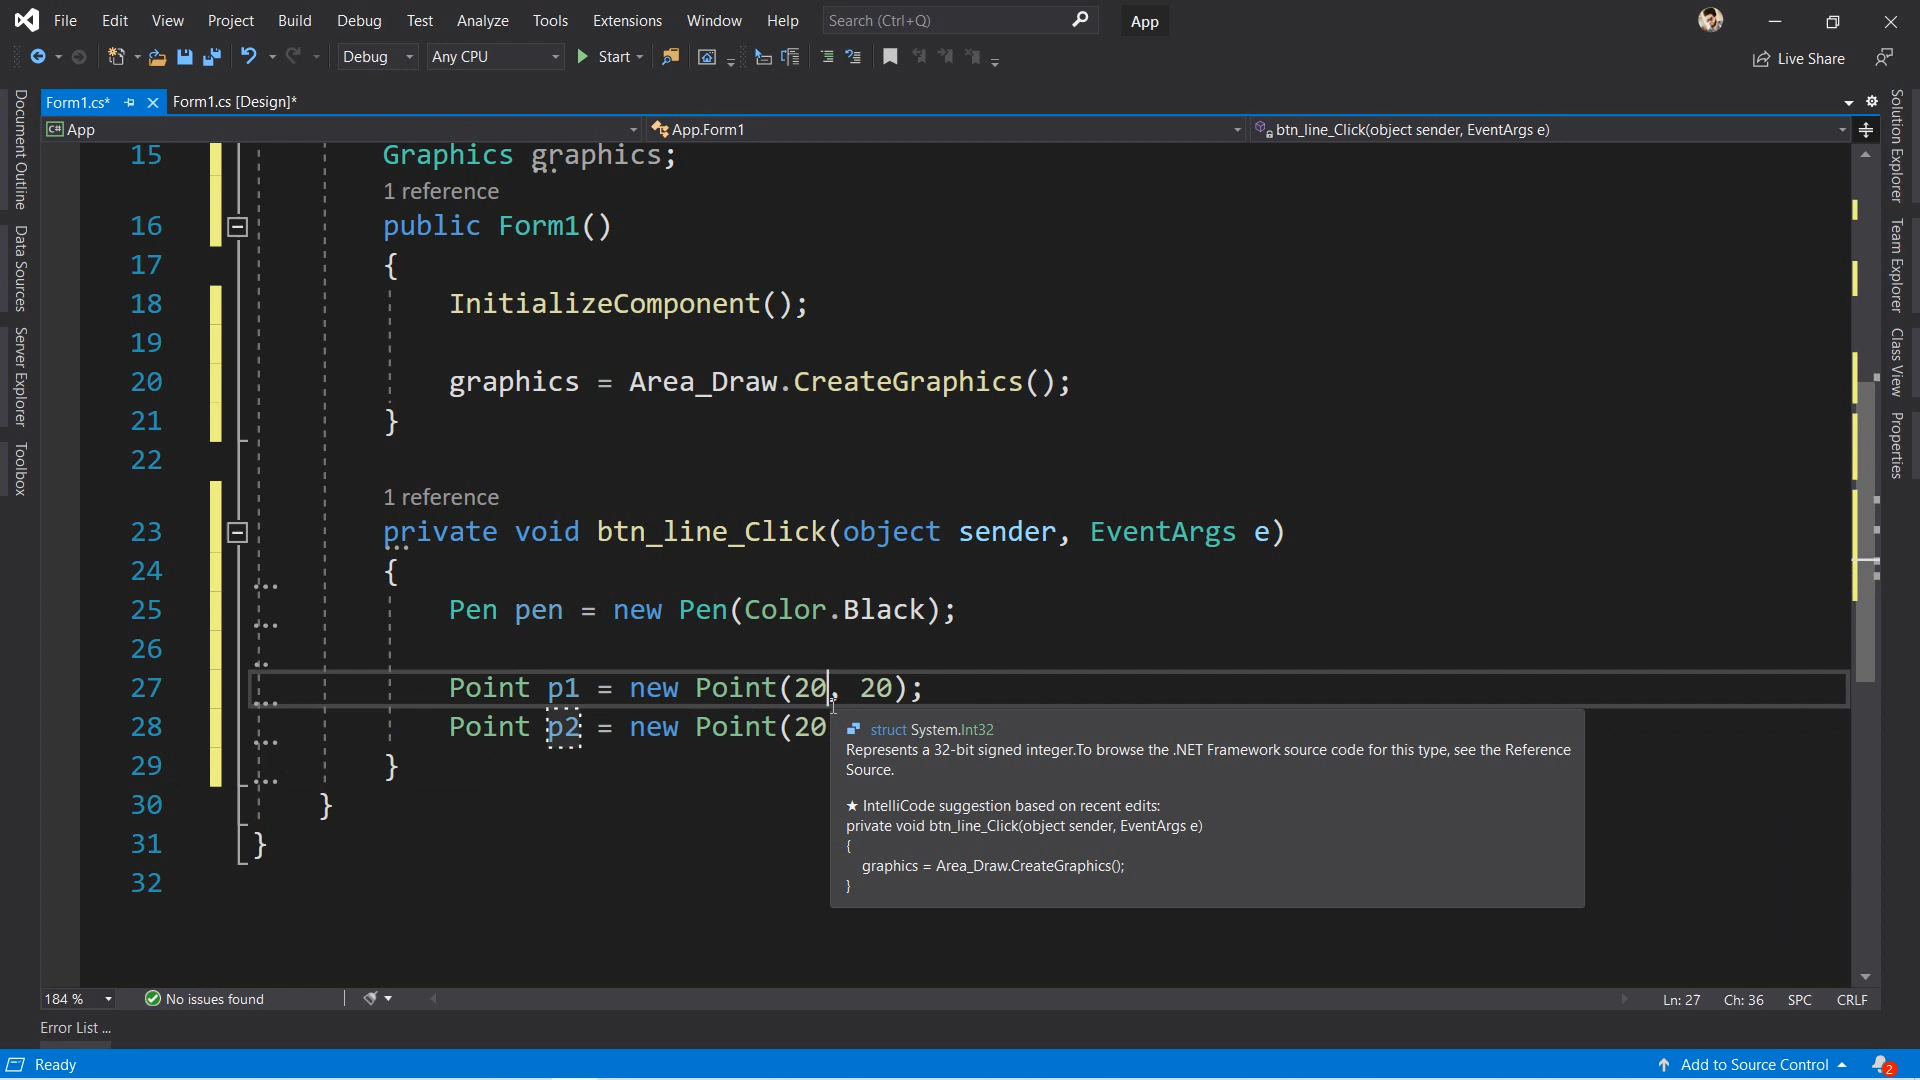 File Edit View Project Build Debug Test Analyze Tools Extensions Window Help Search (Ctrl+Q) App
Debug Any CPU Start Live Share
Form1.cs* Form1.cs [Design]*
App App.Form1 btn_line_Click(object sender, EventArgs e)
Document Outline
Data Sources
Server Explorer
Toolbox
15 Graphics graphics;
1 reference
16 public Form1()
17 {
18 InitializeComponent();
19
20 graphics = Area_Draw.CreateGraphics();
21 }
22
1 reference
23 private void btn_line_Click(object sender, EventArgs e)
24 {
25 Pen pen = new Pen(Color.Black);
26
27 Point p1 = new Point(20, 20);
28 Point p2 = new Point(20
29 }
30 }
31 }
32
struct System.Int32
Represents a 32-bit signed integer.To browse the .NET Framework source code for this type, see the Reference
Source.
★ IntelliCode suggestion based on recent edits:
private void btn_line_Click(object sender, EventArgs e)
{
graphics = Area_Draw.CreateGraphics();
}
Solution Explorer
Team Explorer
Class View
Properties
184 % No issues found Ln: 27 Ch: 36 SPC CRLF
Error List ...
Ready Add to Source Control 2